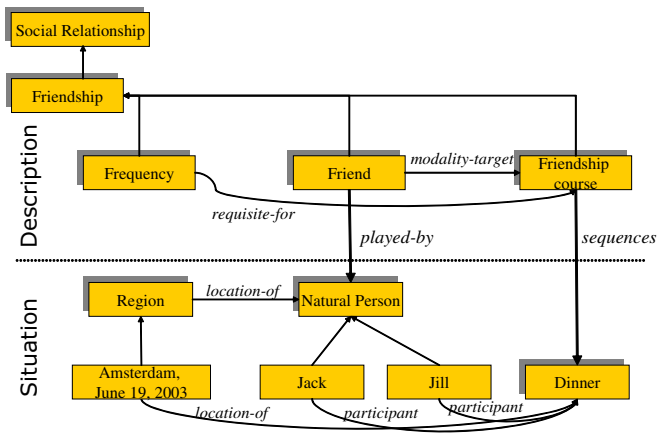 Social Relationship
Friendship
Description
Frequency
Friend
modality-target
Friendship
course
requisite-for
played-by
sequences
Situation
Region
location-of
Natural Person
Amsterdam,
June 19, 2003
Jack
Jill
Dinner
location-of
participant
participant